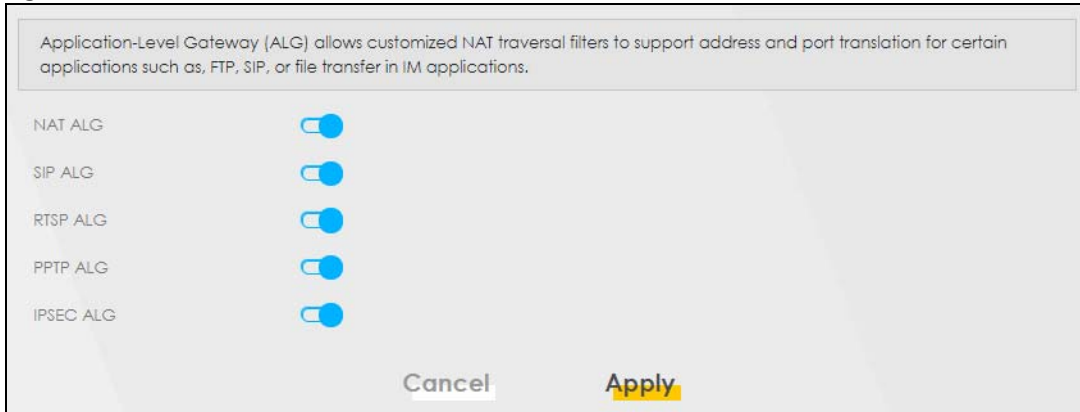 Application-Level Gateway (ALG) allows customized NAT traversal filters to support address and port translation for certain
applications such as, FTP, SIP, or file transfer in IM applications.
NAT ALG
SIP ALG
RTSP ALG
PPTP ALG
IPSEC ALG
Cancel Apply